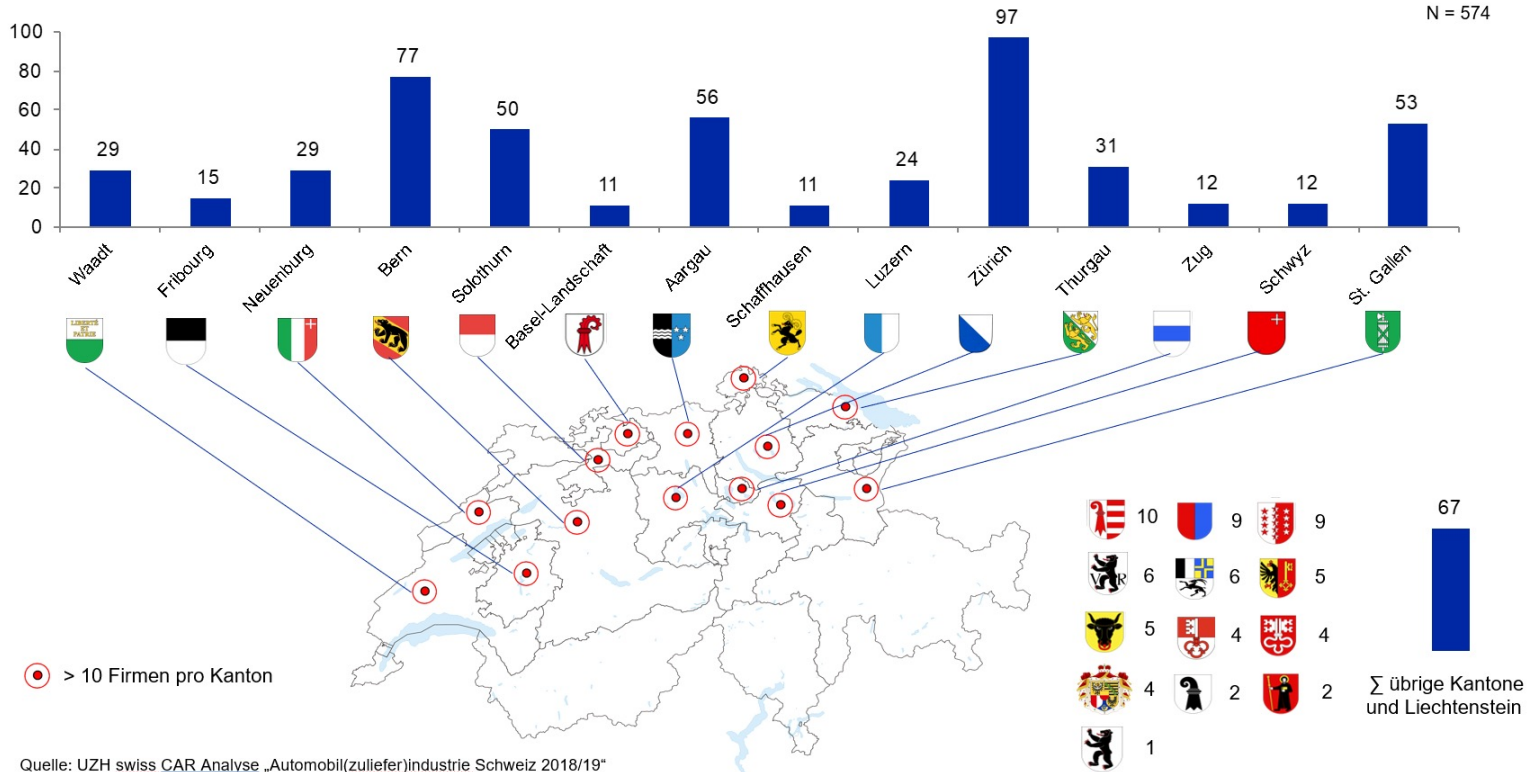 N = 574
100
80
60
40
20
0
29
15
29
77
50
11
56
11
24
97
31
12
12
53
Waadt
Fribourg
Neuenburg
Bern
Solothurn
Basel-Landschaft
Aargau
Schaffhausen
Luzern
Zürich
Thurgau
Zug
Schwyz
St. Gallen
LIBERTÉ
ET
PATRIE
10
9
9
67
V R
6
6
5
5
4
4
4
2
2
1
> 10 Firmen pro Kanton
∑ übrige Kantone
und Liechtenstein
Quelle: UZH swiss CAR Analyse „Automobil(zuliefer)industrie Schweiz 2018/19“